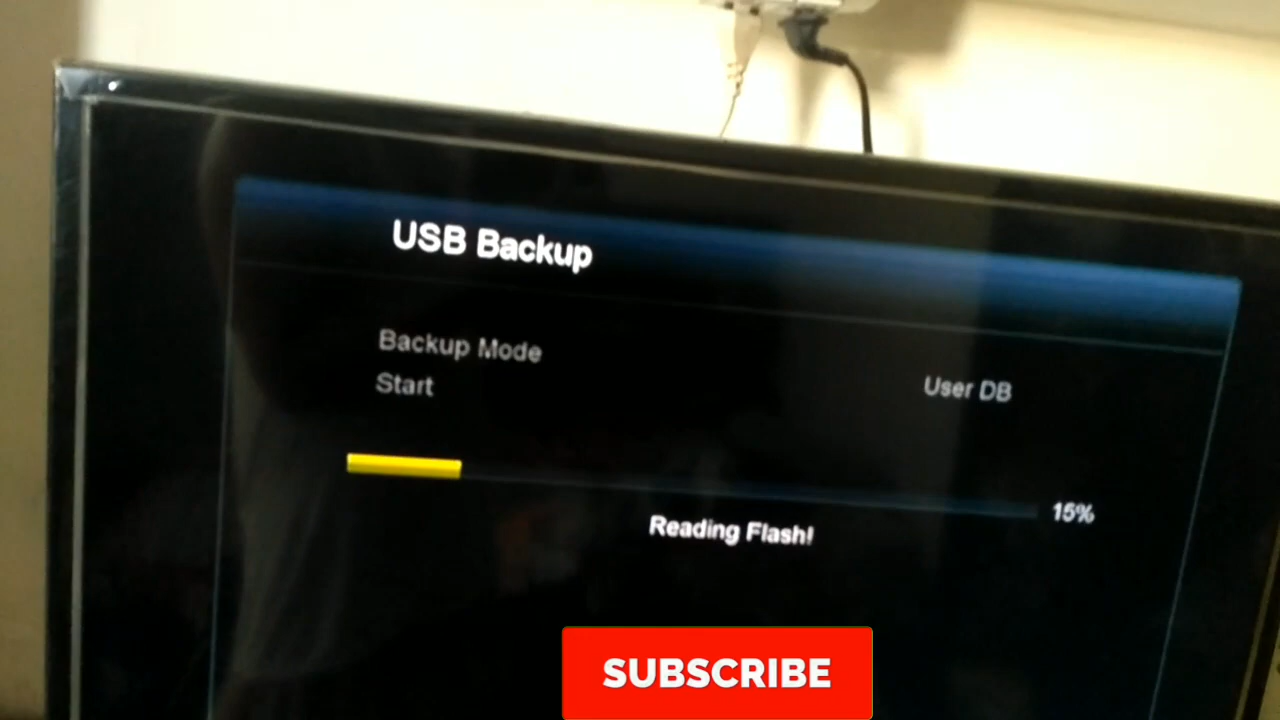 USB Backup
Backup Mode
User DB
Start
15%
Reading Flash!
SUBSCRIBE